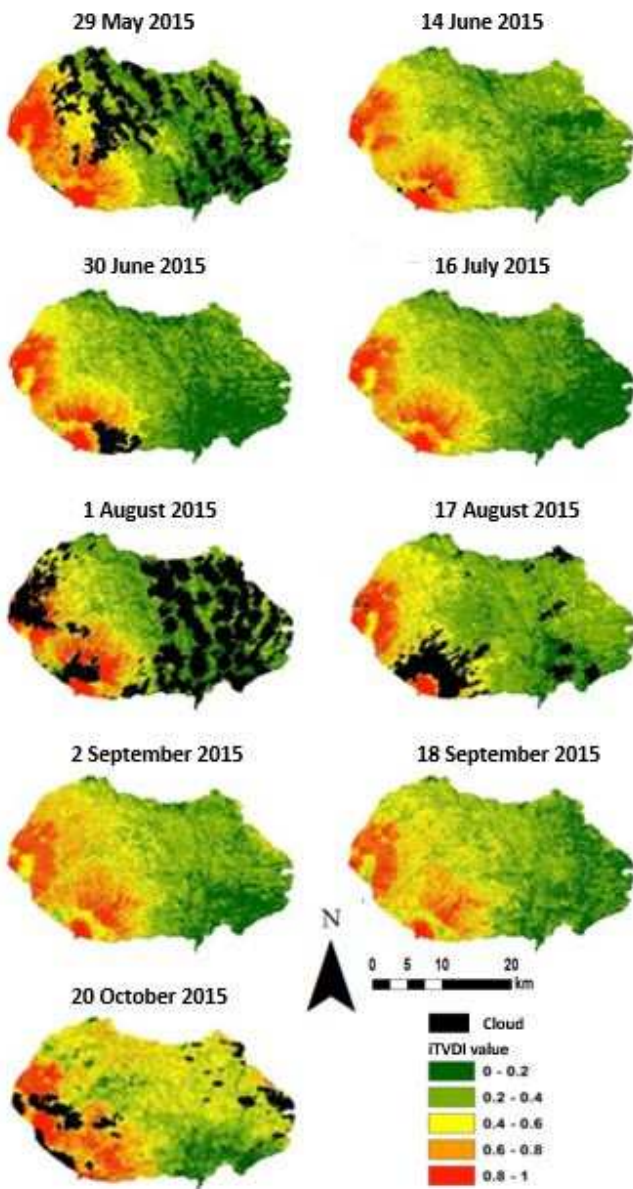 29 May 2015
14 June 2015
30 June 2015
16 July 2015
1 August 2015
17 August 2015
2 September 2015
18 September 2015
N
0 5 10 20
km
20 October 2015
Cloud
iTVDI value
0 - 0.2
0.2 - 0.4
0.4 - 0.6
0.6 - 0.8
0.8 - 1